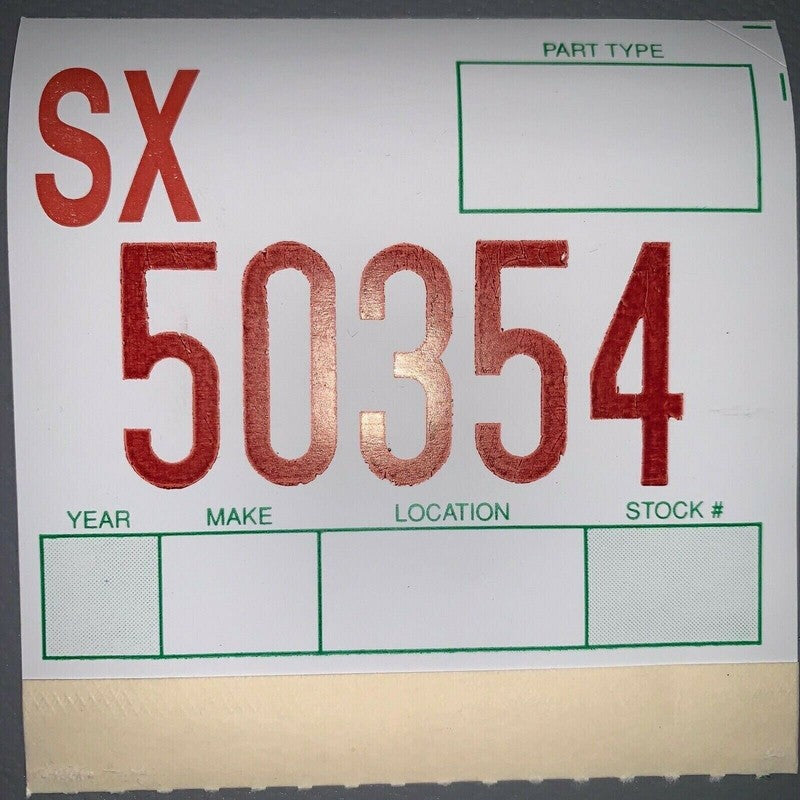 PART TYPE
SX
50354
YEAR MAKE LOCATION STOCK #